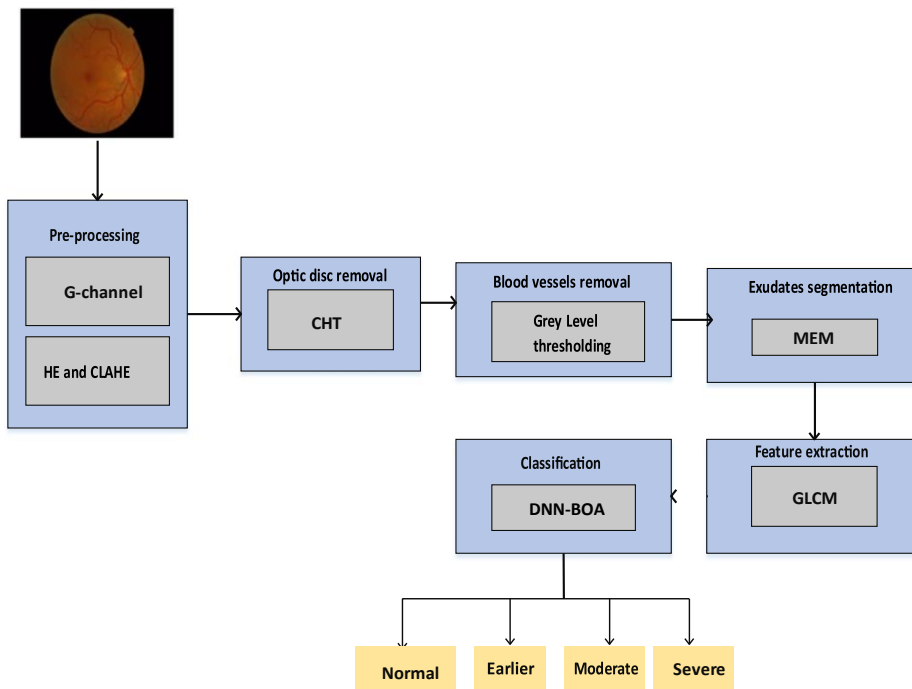 Pre-processing
G-channel
HE and CLAHE
Optic disc removal
CHT
Blood vessels removal
Grey Level
thresholding
Exudates segmentation
MEM
Feature extraction
GLCM
Classification
DNN-BOA
Normal
Earlier
Moderate
Severe